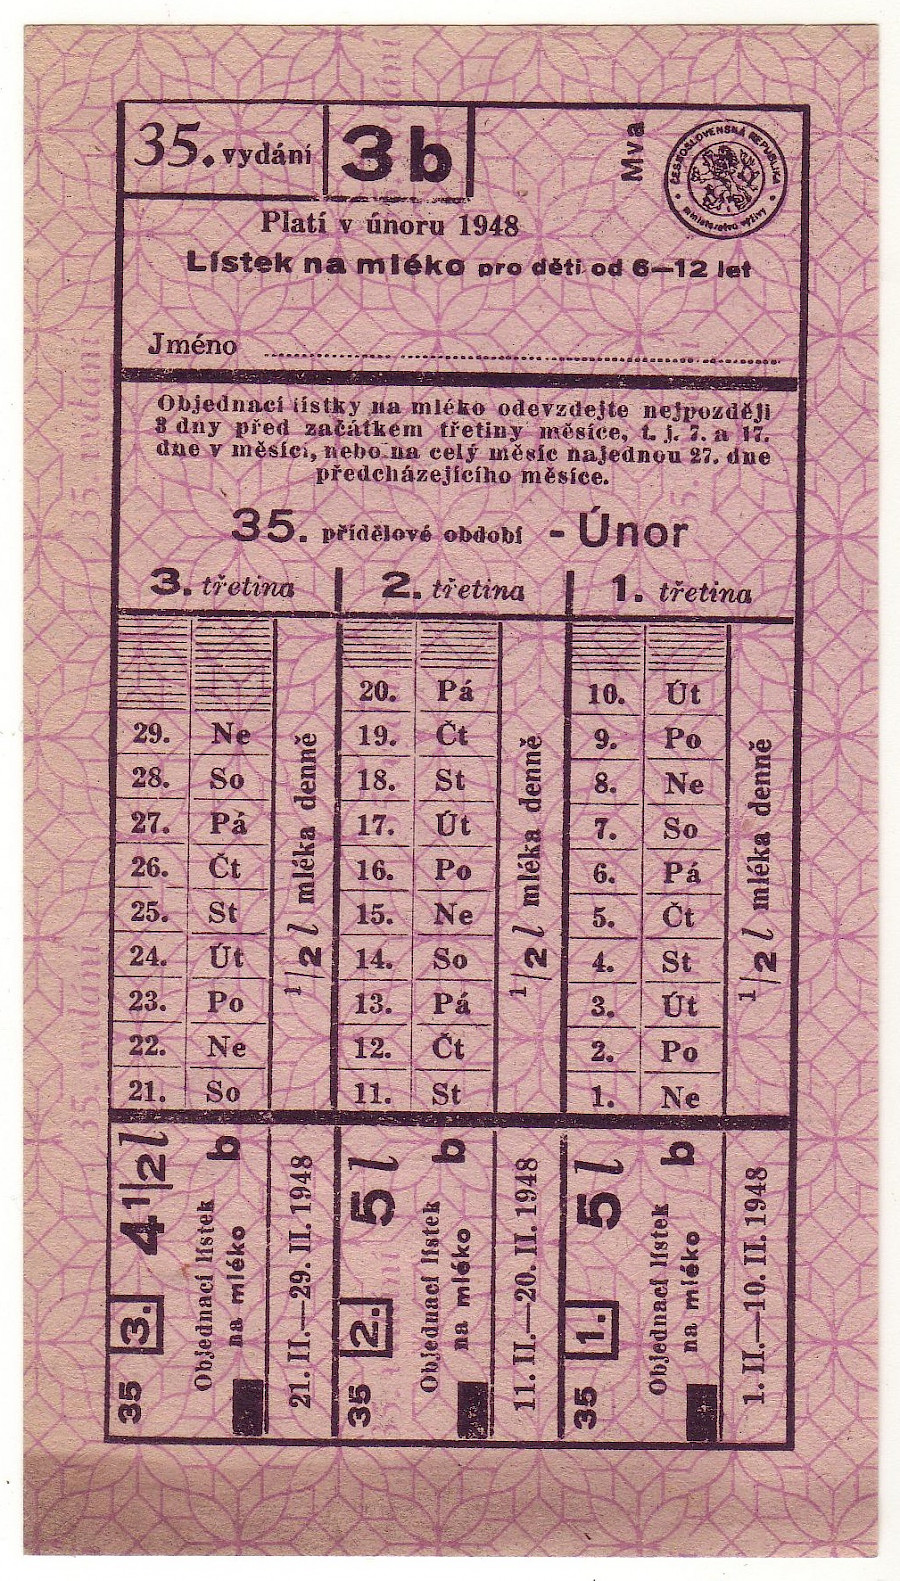 35. vydání
3b
Mva
ČESKOSLOVENSKÁ REPUBLIKA
ministerstvo výživy
Platí v únoru 1948
Lístek na mléko pro děti od 6—12 let
Jméno
Objednací lístky na mléko odevzdejte nejpozději
3 dny před začátkem třetiny měsíce, t. j. 7. a 17.
dne v měsíci, nebo na celý měsíc najednou 27. dne
předcházejícího měsíce.
35. přídělové období - Únor
3. třetina
29. Ne
28. So
27. Pá
26. Čt
25. St
24. Út
23. Po
22. Ne
21. So
1/2 l mléka denně
2. třetina
20. Pá
19. Čt
18. St
17. Út
16. Po
15. Ne
14. So
13. Pá
12. Čt
11. St
1/2 l mléka denně
1. třetina
10. Út
9. Po
8. Ne
7. So
6. Pá
5. Čt
4. St
3. Út
2. Po
1. Ne
1/2 l mléka denně
35 3. 4 1/2 l
Objednací lístek
na mléko b
21. II.—29. II. 1948
35 2. 5 l
Objednací lístek
na mléko b
11. II.—20. II. 1948
35 1. 5 l
Objednací lístek
na mléko b
1. II.—10. II. 1948